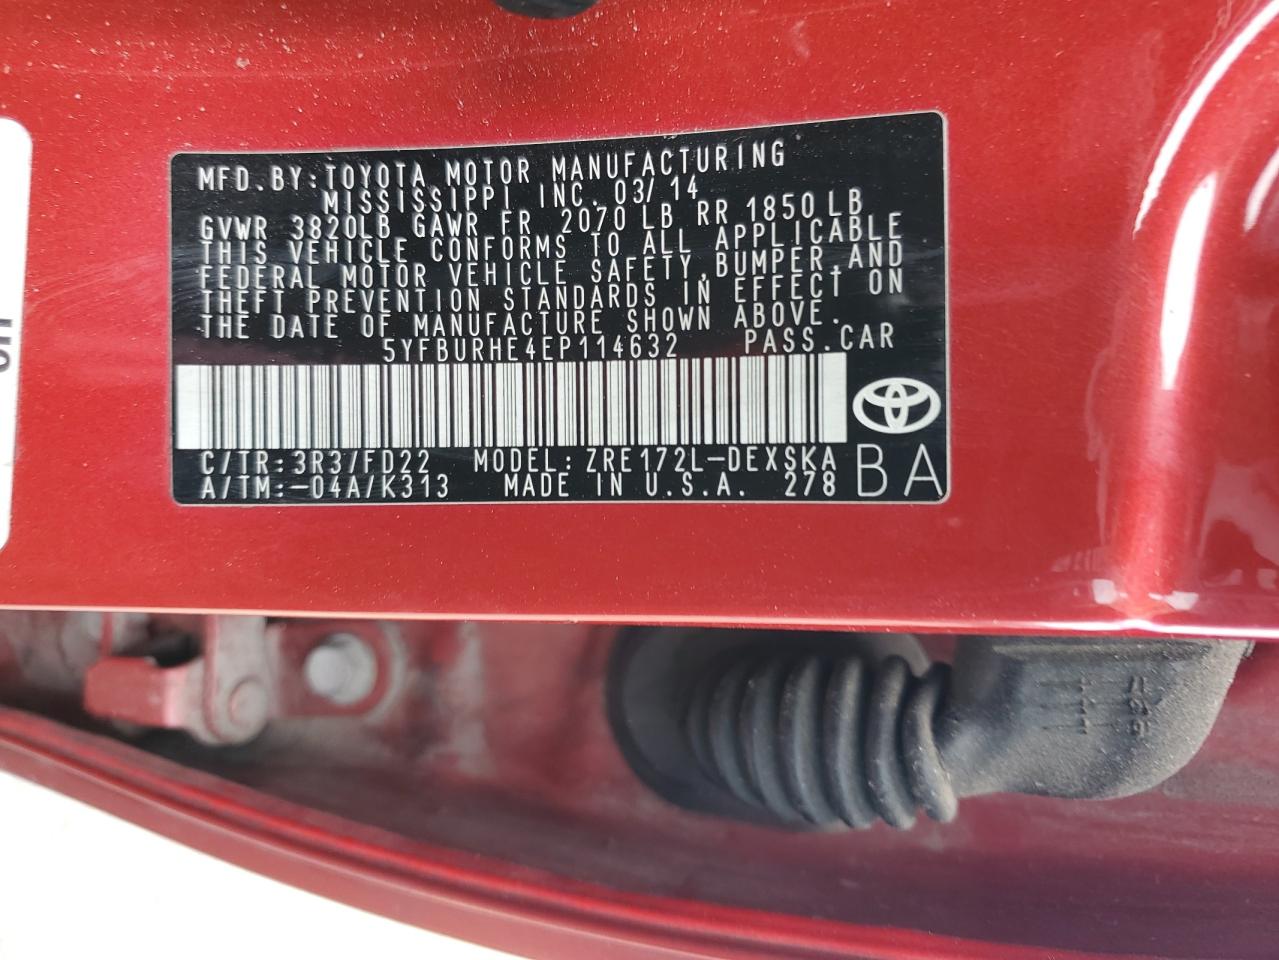 MFD.BY:TOYOTA MOTOR MANUFACTURING
MISSISSIPPI INC. 03/14
GVWR 3820LB GAWR FR 2070 LB RR 1850 LB
THIS VEHICLE CONFORMS TO ALL APPLICABLE
FEDERAL MOTOR VEHICLE SAFETY,BUMPER,AND
THEFT PREVENTION STANDARDS IN EFFECT ON
THE DATE OF MANUFACTURE SHOWN ABOVE.
5YFBURHE4EP114632 PASS.CAR
C/TR:3R3/FD22 MODEL:ZRE172L-DEXSKA
A/TM:-04A/K313 MADE IN U.S.A. 278 BA